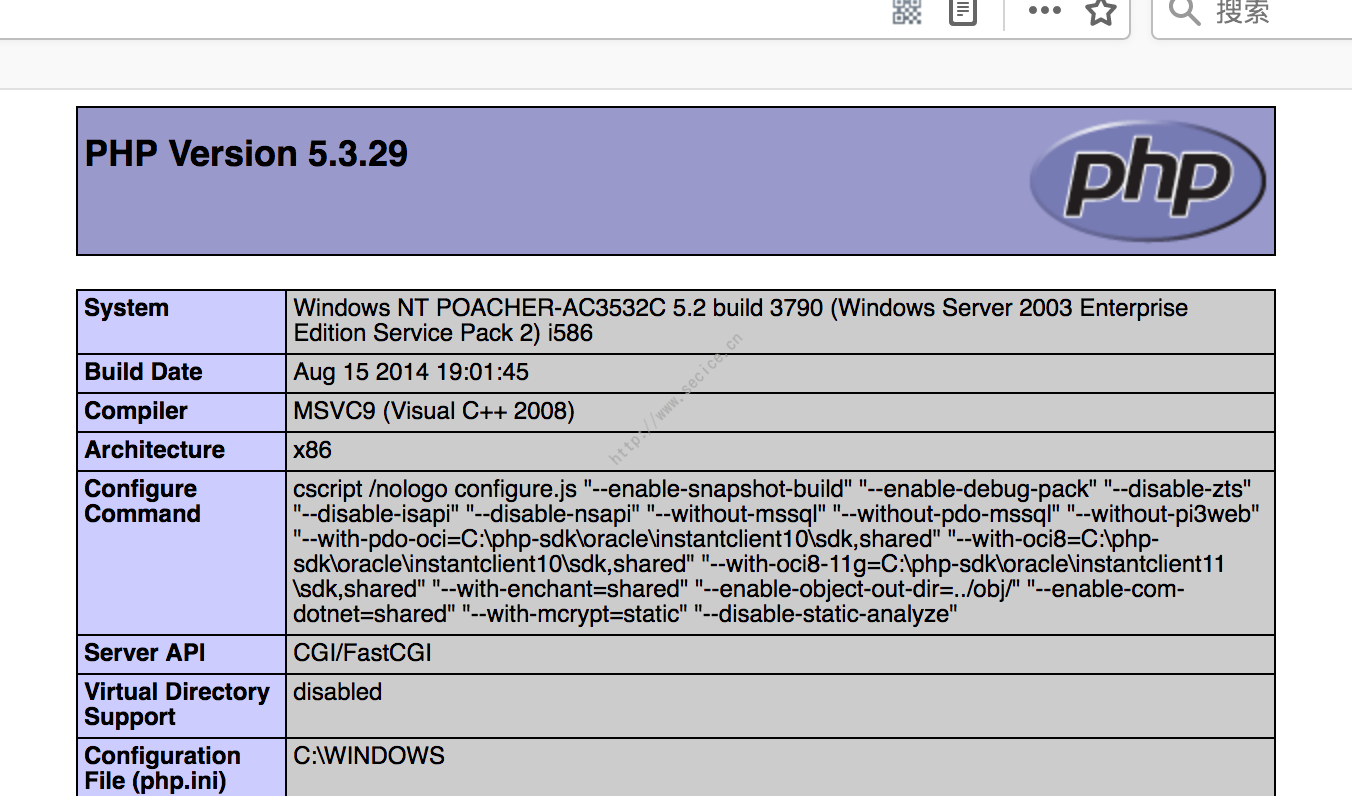 搜索
PHP Version 5.3.29
php
System
Windows NT POACHER-AC3532C 5.2 build 3790 (Windows Server 2003 Enterprise
Edition Service Pack 2) i586
Build Date
Aug 15 2014 19:01:45
Compiler
MSVC9 (Visual C++ 2008)
Architecture
x86
Configure
Command
cscript /nologo configure.js "--enable-snapshot-build" "--enable-debug-pack" "--disable-zts"
"--disable-isapi" "--disable-nsapi" "--without-mssql" "--without-pdo-mssql" "--without-pi3web"
"--with-pdo-oci=C:\php-sdk\oracle\instantclient10\sdk,shared" "--with-oci8=C:\php-
sdk\oracle\instantclient10\sdk,shared" "--with-oci8-11g=C:\php-sdk\oracle\instantclient11
\sdk,shared" "--with-enchant=shared" "--enable-object-out-dir=../obj/" "--enable-com-
dotnet=shared" "--with-mcrypt=static" "--disable-static-analyze"
Server API
CGI/FastCGI
Virtual Directory
Support
disabled
Configuration
File (php.ini)
C:\WINDOWS
http://www.secice.cn